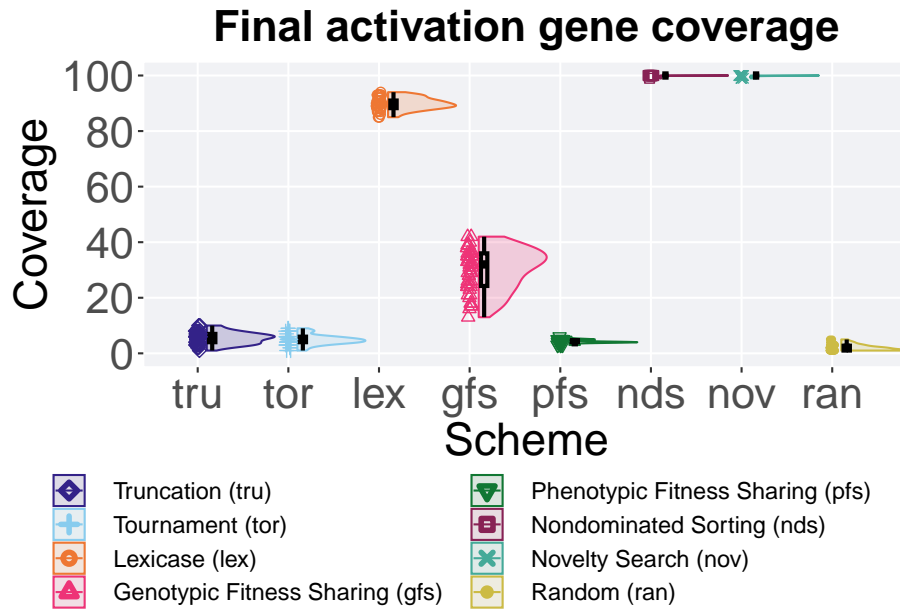 Final activation gene coverage
Coverage
100
80
60
40
20
0
tru tor lex gfs pfs nds nov ran
Scheme
Truncation (tru)
Tournament (tor)
Lexicase (lex)
Genotypic Fitness Sharing (gfs)
Phenotypic Fitness Sharing (pfs)
Nondominated Sorting (nds)
Novelty Search (nov)
Random (ran)